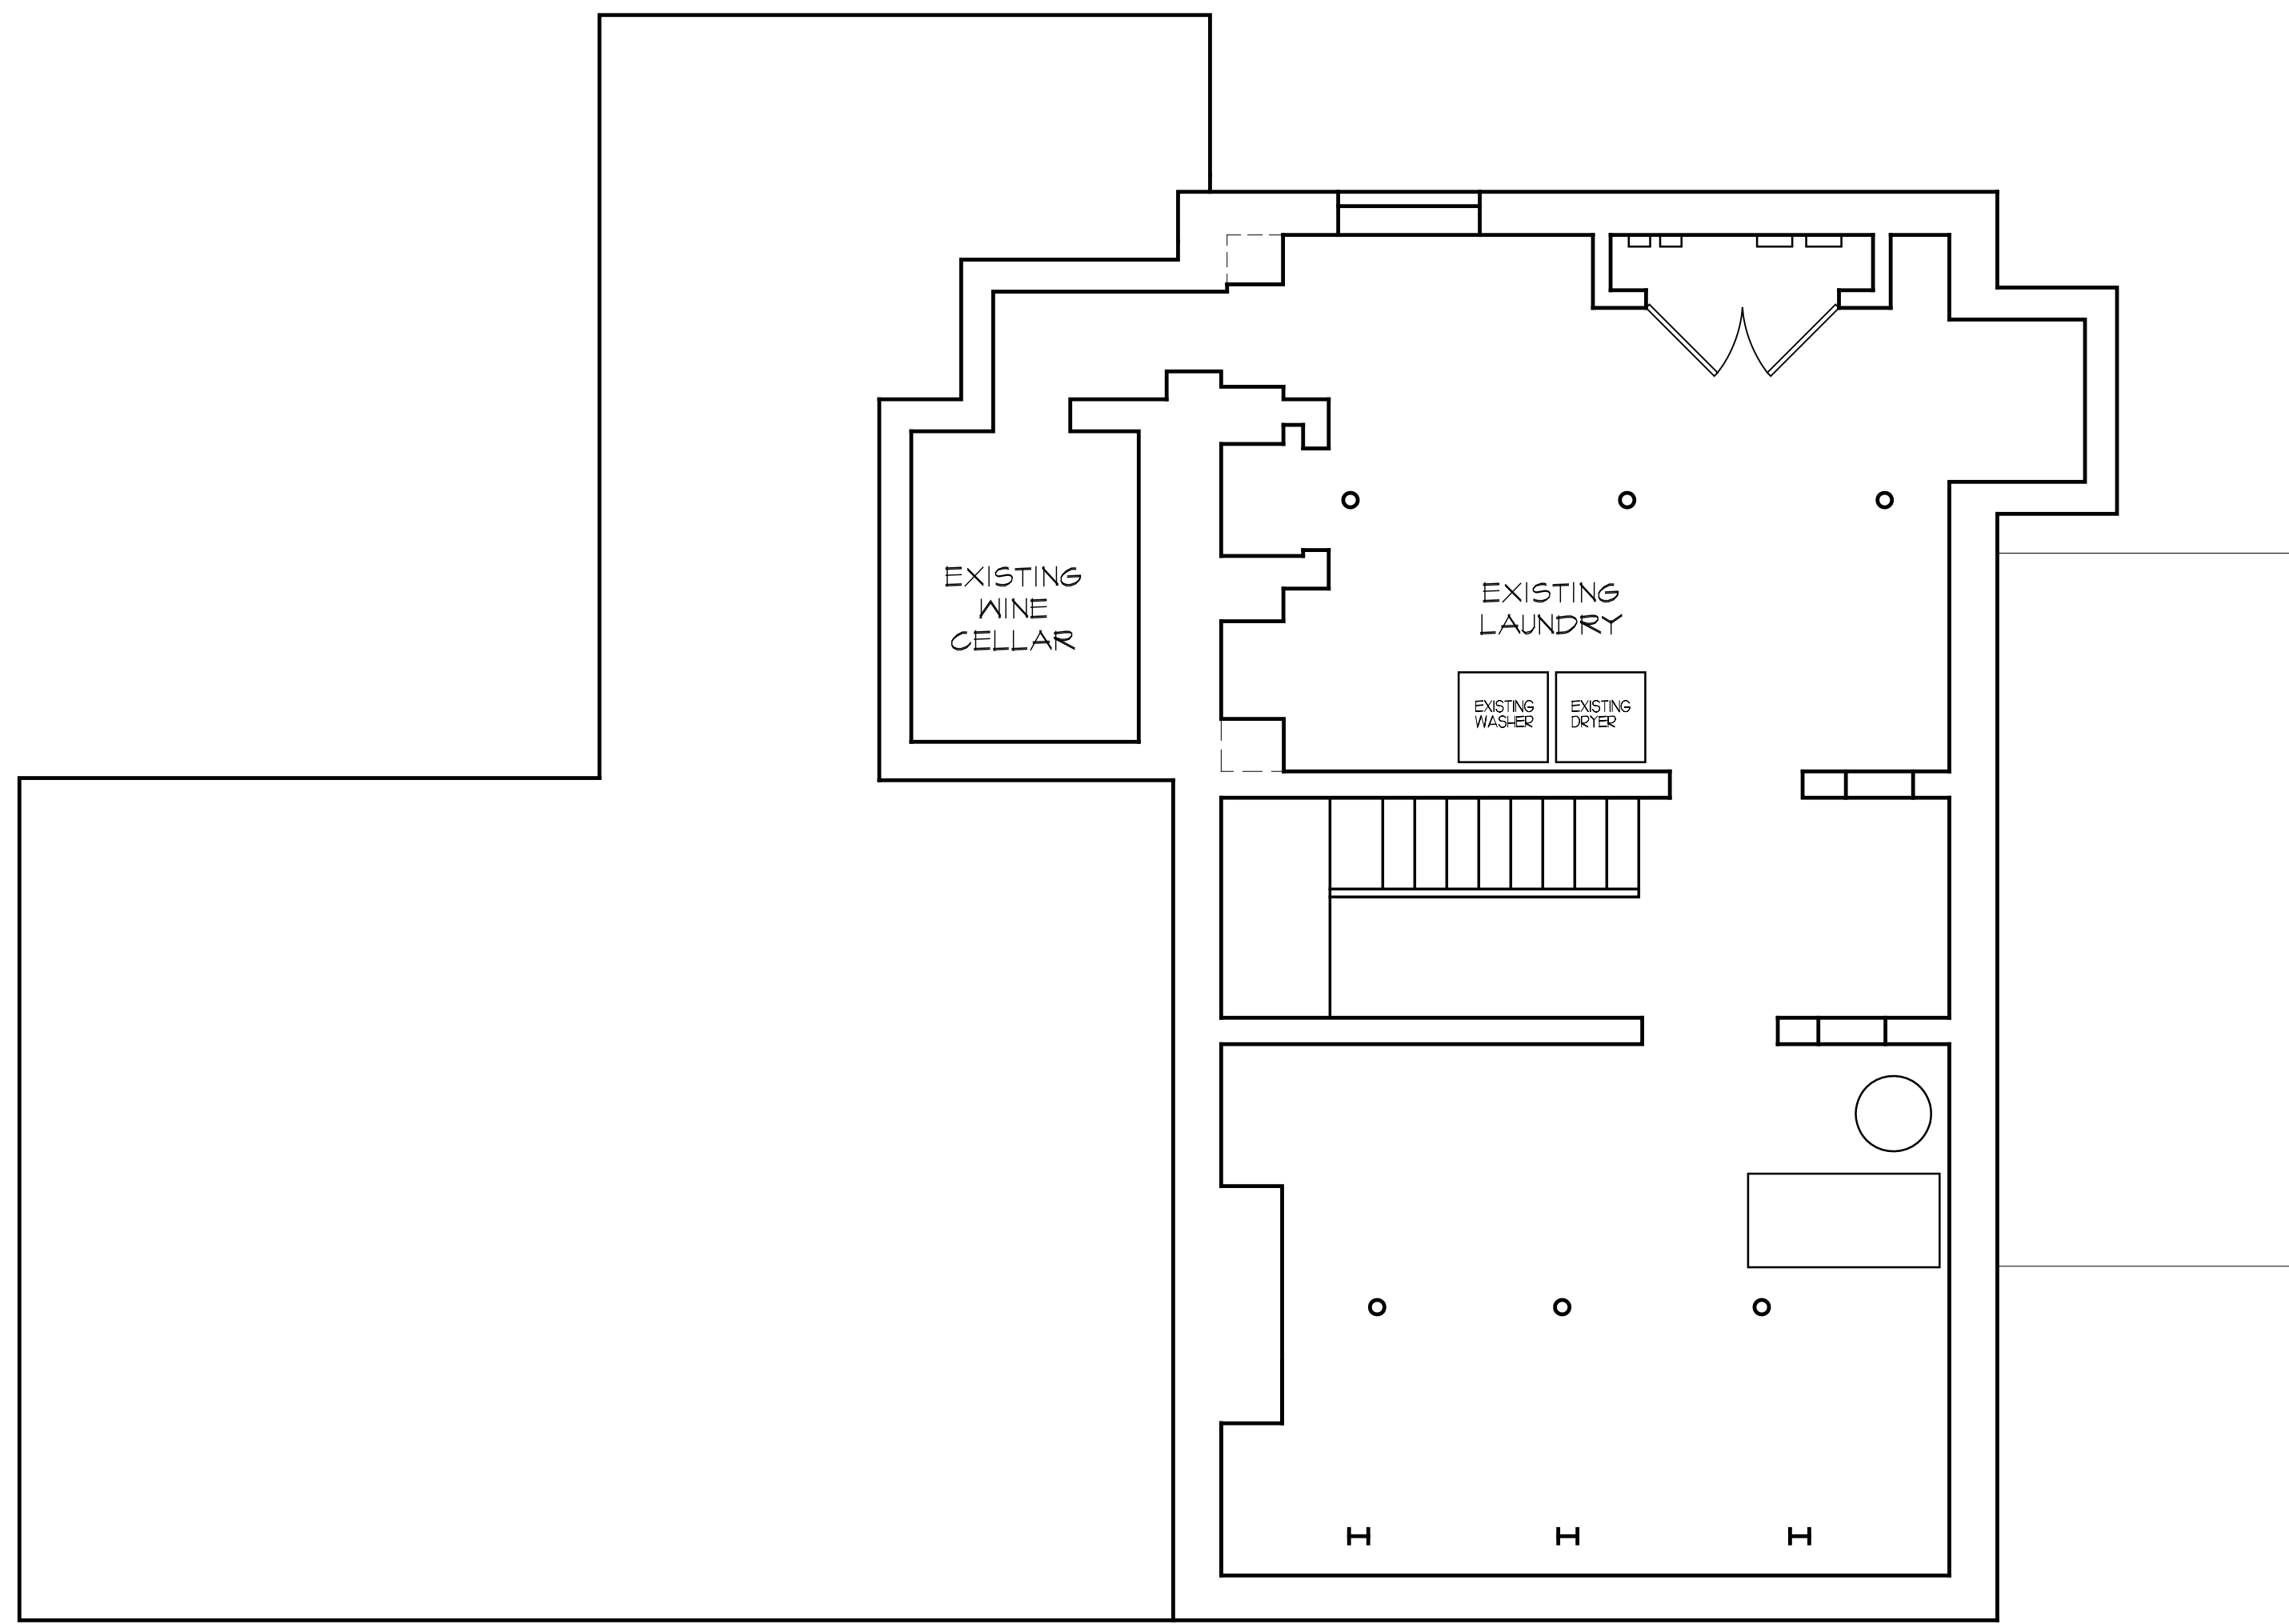 EXISTING
WINE
CELLAR
EXISTING
LAUNDRY
EXISTING
WASHER
EXISTING
DRYER